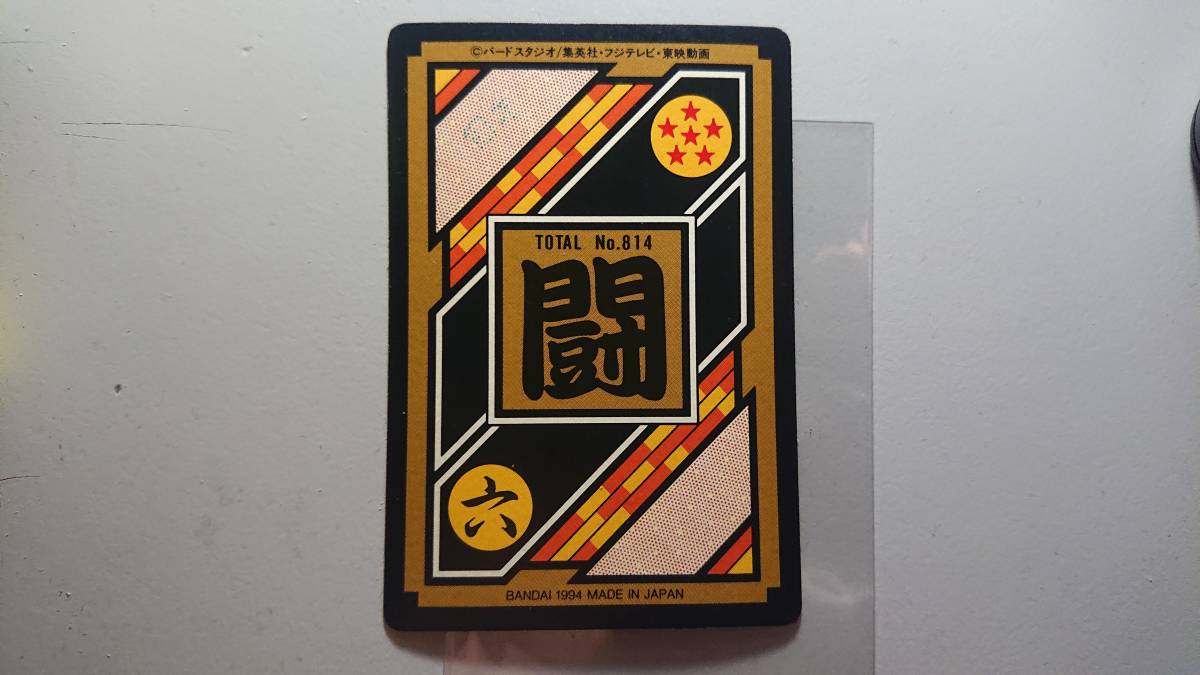 ©バードスタジオ/集英社・フジテレビ・東映動画
TOTAL No.814
闘
六
BANDAI 1994 MADE IN JAPAN